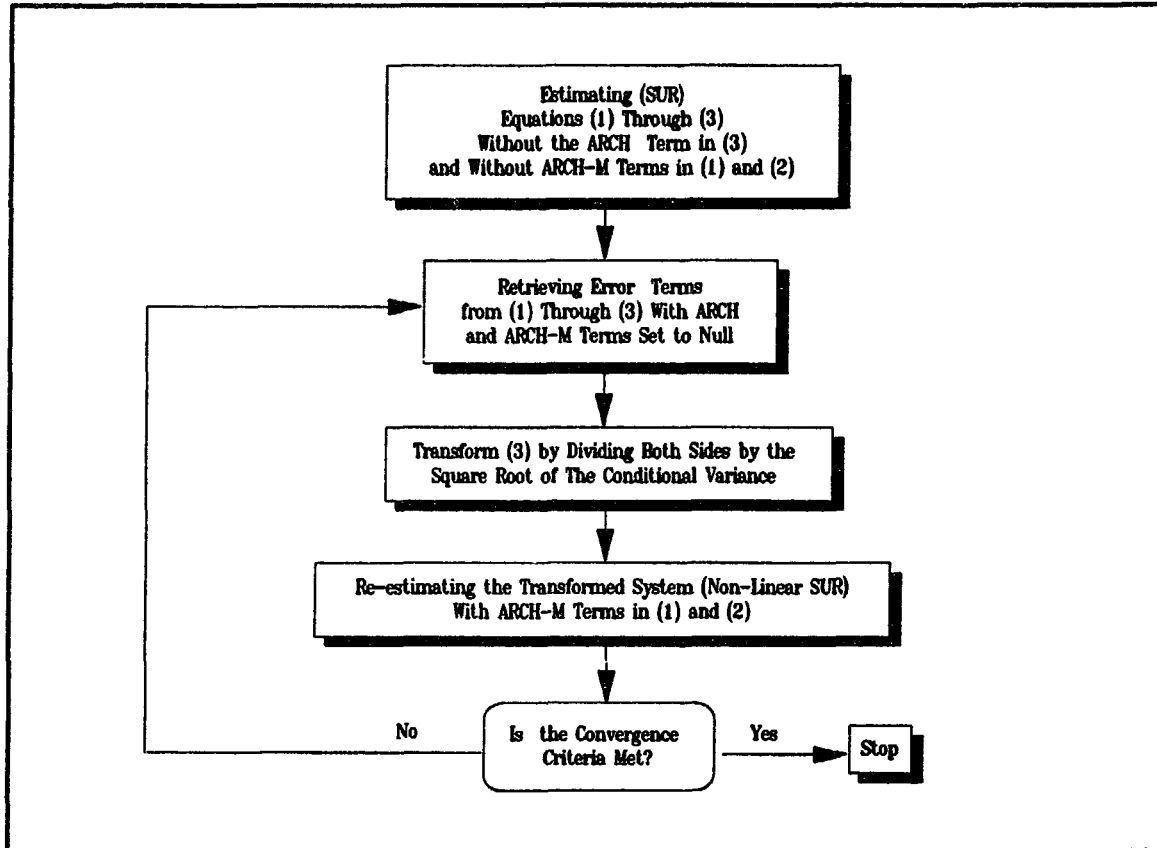 Estimating (SUR)
Equations (1) Through (3)
Without the ARCH Term in (3)
and Without ARCH-M Terms in (1) and (2)
Retrieving Error Terms
from (1) Through (3) With ARCH
and ARCH-M Terms Set to Null
Transform (3) by Dividing Both Sides by the
Square Root of The Conditional Variance
Re-estimating the Transformed System (Non-Linear SUR)
With ARCH-M Terms in (1) and (2)
No
Is the Convergence
Criteria Met?
Yes
Stop